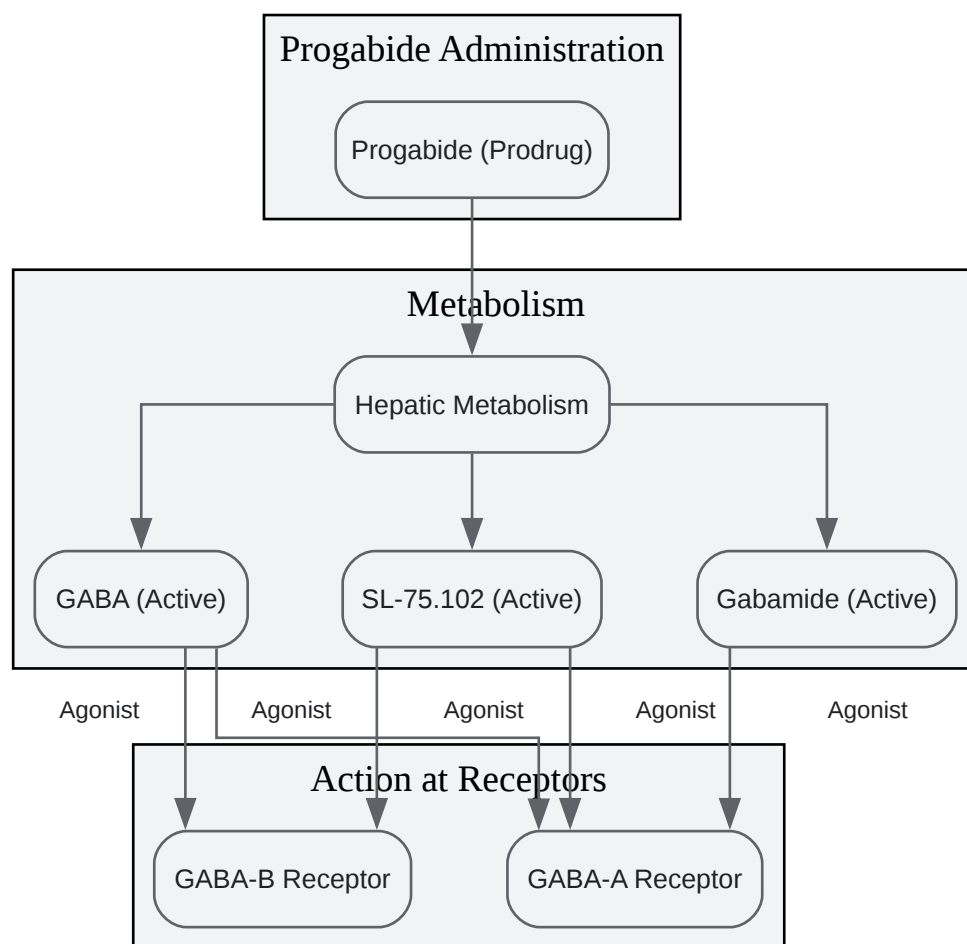 Progabide Administration
Progabide (Prodrug)
Metabolism
Hepatic Metabolism
GABA (Active)
SL-75.102 (Active)
Gabamide (Active)
Agonist
Agonist
Agonist
Agonist
Agonist
Action at Receptors
GABA-B Receptor
GABA-A Receptor